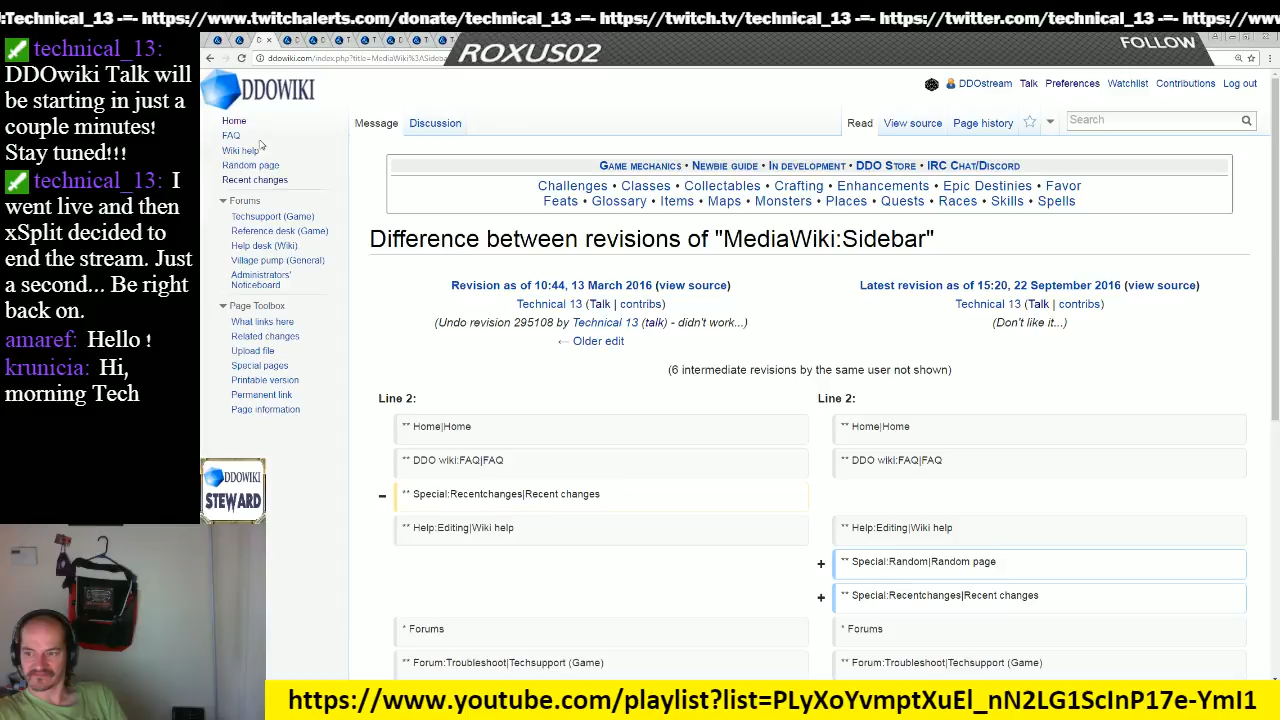 :Technical_13 -=- https://www.twitchalerts.com/donate/technical_13 -=- https://twitch.tv/technical_13 -=- https://twitter.com/technical_13 -=- https://www
technical_13:
DDOwiki Talk will
be starting in just a
couple minutes!
Stay tuned!!!
technical_13: I
went live and then
xSplit decided to
end the stream. Just
a second... Be right
back on.
amaref: Hello !
krunicia: Hi,
morning Tech
ROXUS02
FOLLOW
ddowiki.com/index.php?title=MediaWiki%3ASideba
DDOWIKI
DDOstream Talk Preferences Watchlist Contributions Log out
Home
FAQ
Wiki help
Random page
Recent changes
Forums
Techsupport (Game)
Reference desk (Game)
Help desk (Wiki)
Village pump (General)
Administrators'
Noticeboard
Page Toolbox
What links here
Related changes
Upload file
Special pages
Printable version
Permanent link
Page information
DDOWIKI
STEWARD
Message Discussion
Read View source Page history
Search
Game mechanics • Newbie guide • In development • DDO Store • IRC Chat/Discord
Challenges • Classes • Collectables • Crafting • Enhancements • Epic Destinies • Favor
Feats • Glossary • Items • Maps • Monsters • Places • Quests • Races • Skills • Spells
Difference between revisions of "MediaWiki:Sidebar"
Revision as of 10:44, 13 March 2016 (view source)
Technical 13 (Talk | contribs)
(Undo revision 295108 by Technical 13 (talk) - didn't work...)
← Older edit
Latest revision as of 15:20, 22 September 2016 (view source)
Technical 13 (Talk | contribs)
(Don't like it...)
(6 intermediate revisions by the same user not shown)
Line 2:
Line 2:
** Home|Home
** Home|Home
** DDO wiki:FAQ|FAQ
** DDO wiki:FAQ|FAQ
− ** Special:Recentchanges|Recent changes
** Help:Editing|Wiki help
** Help:Editing|Wiki help
+ ** Special:Random|Random page
+ ** Special:Recentchanges|Recent changes
* Forums
* Forums
** Forum:Troubleshoot|Techsupport (Game)
** Forum:Troubleshoot|Techsupport (Game)
https://www.youtube.com/playlist?list=PLyXoYvmptXuEl_nN2LG1ScInP17e-YmI1